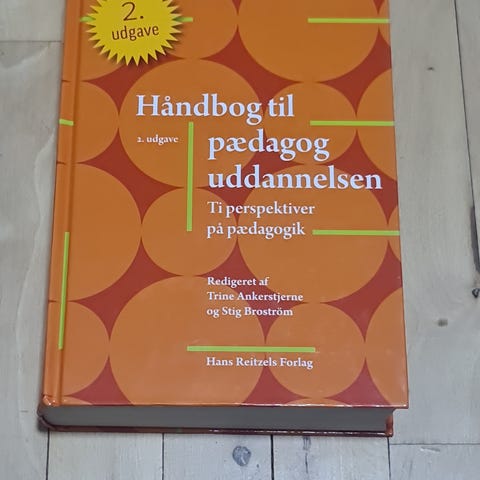 2.
udgave
Håndbog til
2. udgave
pædagog
uddannelsen
Ti perspektiver
på pædagogik
Redigeret af
Trine Ankerstjerne
og Stig Broström
Hans Reitzels Forlag